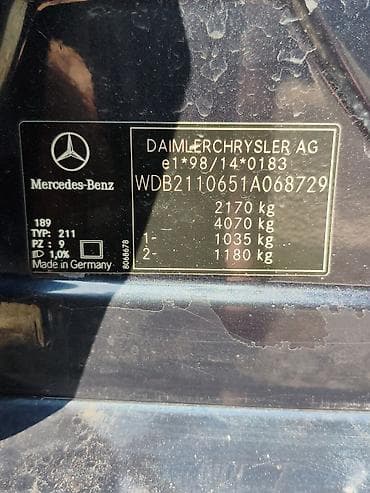 DAIMLERCHRYSLER AG
e1*98/14*0183
WDB2110651A068729
2170 kg
4070 kg
1- 1035 kg
2- 1180 kg
Mercedes-Benz
189
TYP: 211
PZ : 9
1,0%
Made in Germany
8068678